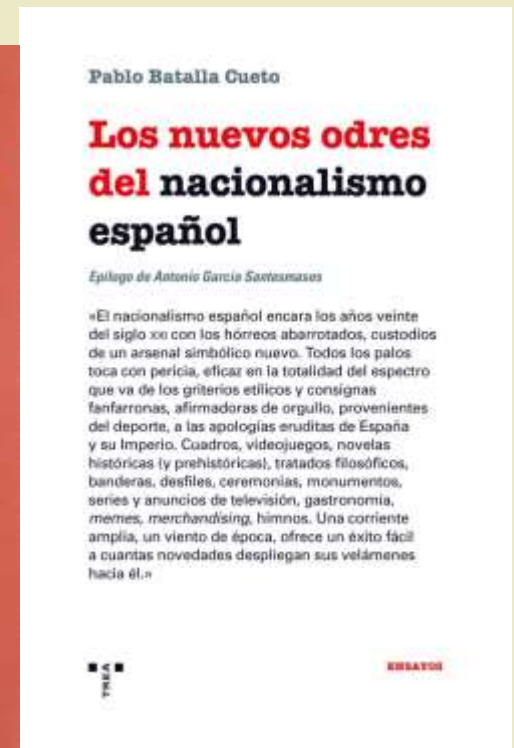 Pablo Batalla Cueto
Los nuevos odres
del nacionalismo
español
Epílogo de Antonio García Santesmases
«El nacionalismo español encara los años veinte
del siglo XXI con los hórreos abarrotados, custodios
de un arsenal simbólico nuevo. Todos los palos
toca con pericia, eficaz en la totalidad del espectro
que va de los griterios etílicos y consignas
fanfarronas, afirmadoras de orgullo, provenientes
del deporte, a las apologías eruditas de España
y su Imperio. Cuadros, videojuegos, novelas
históricas (y prehistóricas), tratados filosóficos,
banderas, desfiles, ceremonias, monumentos,
series y anuncios de televisión, gastronomía,
memes, merchandising, himnos. Una corriente
amplia, un viento de época, ofrece un éxito fácil
a cuantas novedades despliegan sus velámenes
hacia él.»
TREA
ENSAYOS